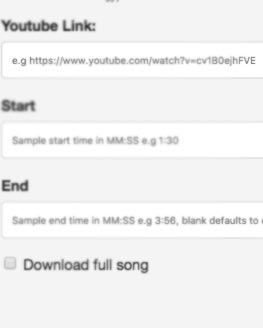 Youtube Link:
e.g https://www.youtube.com/watch?v=cv1B0ejhFVE
Start
Sample start time in MM:SS e.g 1:30
End
Sample end time in MM:SS e.g 3:56, blank defaults to
Download full song